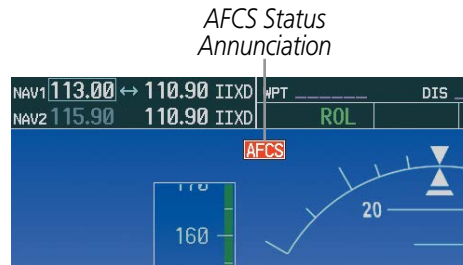 AFCS Status
Annunciation
NAV1 113.00 ↔ 110.90 IIXD WPT ______ DIS _
NAV2 115.90 110.90 IIXD ROL
AFCS
20
160